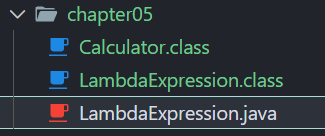 chapter05
Calculator.class
LambdaExpression.class
LambdaExpression.java